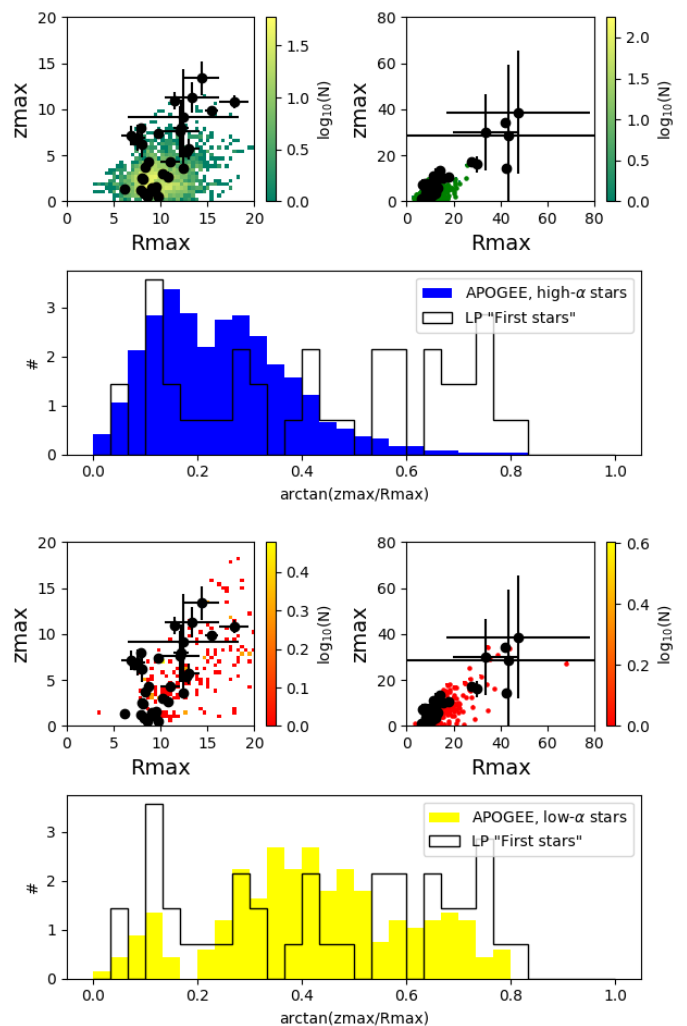 20
15
10
5
0
0 5 10 15 20
zmax
Rmax
1.5
1.0
0.5
0.0
log₁₀(N)
80
60
40
20
0
0 20 40 60 80
zmax
Rmax
2.0
1.5
1.0
0.5
0.0
log₁₀(N)
3
2
1
0
#
APOGEE, high-α stars
LP "First stars"
0.0 0.2 0.4 0.6 0.8 1.0
arctan(zmax/Rmax)
20
15
10
5
0
0 5 10 15 20
zmax
Rmax
0.4
0.3
0.2
0.1
0.0
log₁₀(N)
80
60
40
20
0
0 20 40 60 80
zmax
Rmax
0.6
0.4
0.2
0.0
log₁₀(N)
3
2
1
0
#
APOGEE, low-α stars
LP "First stars"
0.0 0.2 0.4 0.6 0.8 1.0
arctan(zmax/Rmax)